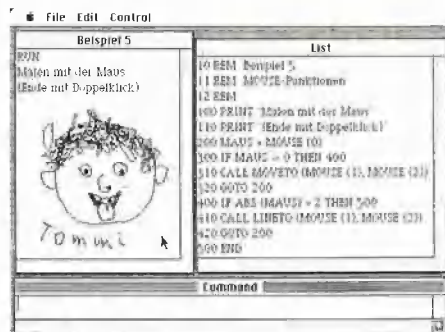 File Edit Control
Beispiel 5
RUN
Malen mit der Maus
(Ende mit Doppelklick)
Tommi
List
10 REM Beispiel 5
11 REM MOUSE-Funktionen
12 REM
100 PRINT "Malen mit der Maus
110 PRINT "(Ende mit Doppelklick)"
200 MAUS = MOUSE (0)
300 IF MAUS = 0 THEN 400
310 CALL MOVETO (MOUSE (1), MOUSE (2))
320 GOTO 200
400 IF ABS (MAUS) = 2 THEN 500
410 CALL LINETO (MOUSE (1), MOUSE (2))
420 GOTO 200
500 END
Command